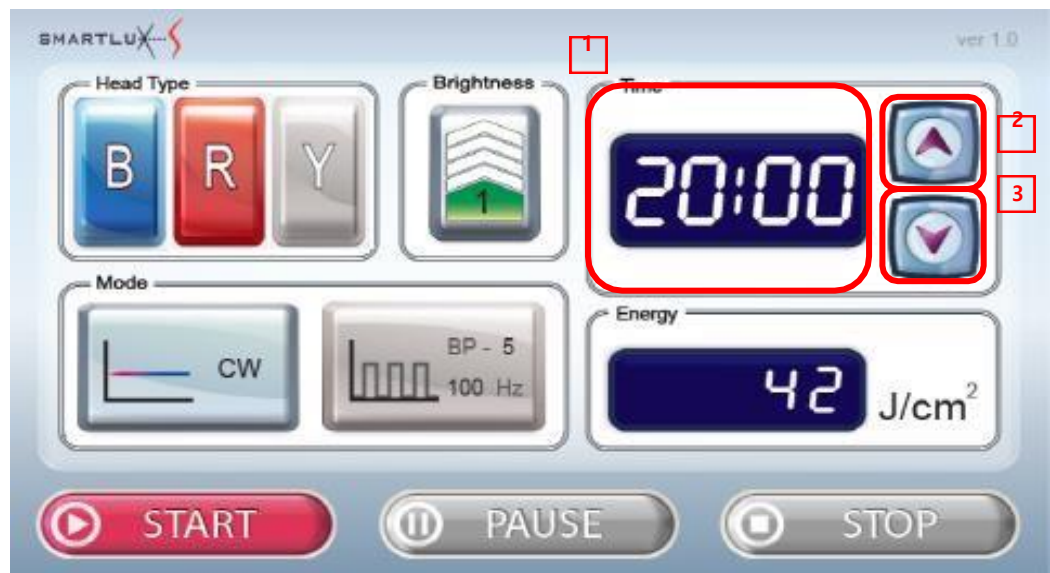 SMARTLUX-S
ver 1.0
1
Head Type
B R Y
Brightness
1
Time
20:00
2
3
Mode
CW
BP - 5
100 Hz
Energy
42 J/cm²
START
PAUSE
STOP